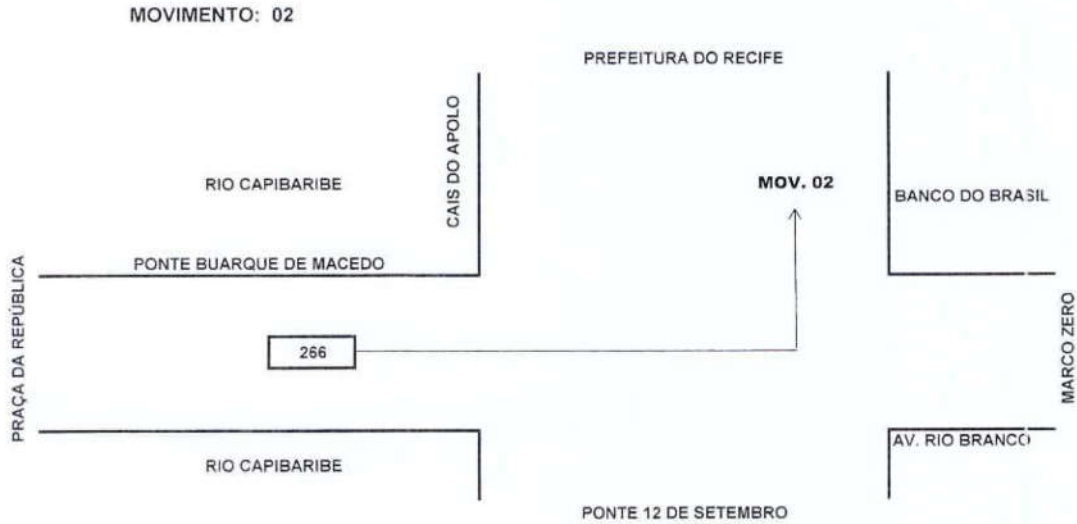 MOVIMENTO: 02
PREFEITURA DO RECIFE
CAIS DO APOLO
RIO CAPIBARIBE
MOV. 02
BANCO DO BRASIL
PONTE BUARQUE DE MACEDO
PRAÇA DA REPÚBLICA
266
MARCO ZERO
AV. RIO BRANCO
RIO CAPIBARIBE
PONTE 12 DE SETEMBRO